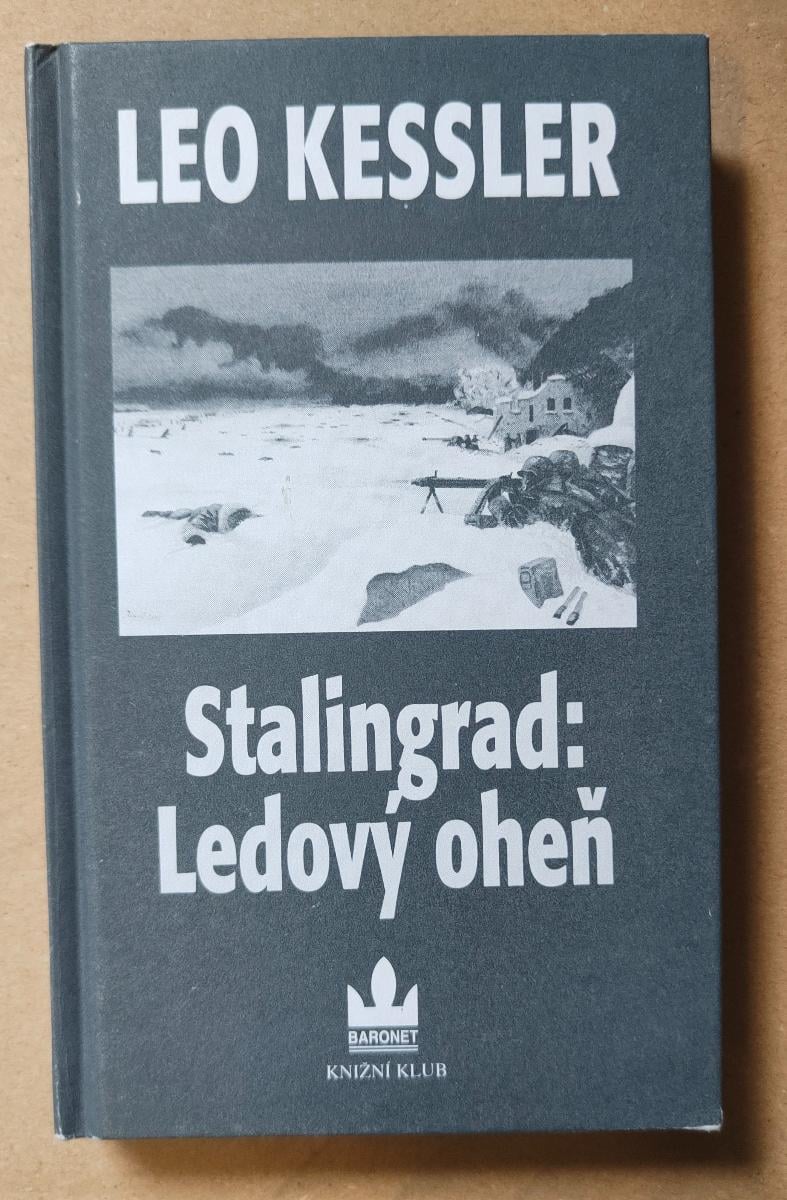 LEO KESSLER
Stalingrad:
Ledový oheň
BARONET
KNIŽNÍ KLUB